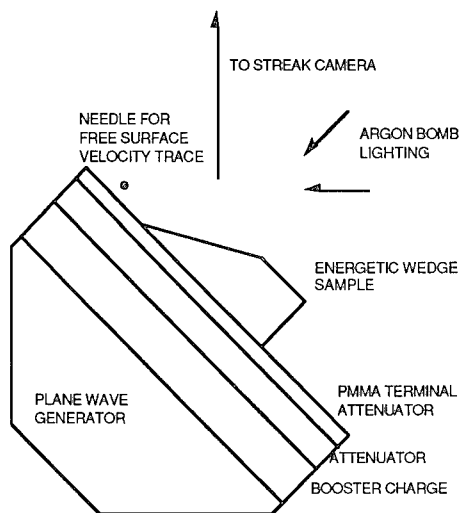 TO STREAK CAMERA
NEEDLE FOR
FREE SURFACE
VELOCITY TRACE
ARGON BOMB
LIGHTING
ENERGETIC WEDGE
SAMPLE
PLANE WAVE
GENERATOR
PMMA TERMINAL
ATTENUATOR
ATTENUATOR
BOOSTER CHARGE